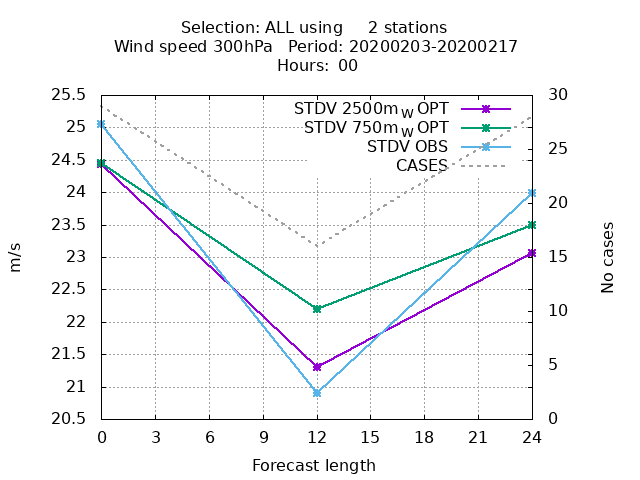 Selection: ALL using     2 stations
Wind speed 300hPa   Period: 20200203-20200217
Hours: 00
25.5
25
24.5
24
23.5
23
22.5
22
21.5
21
20.5
m/s
STDV 2500m_W OPT
STDV 750m_W OPT
STDV OBS
CASES
30
25
20
15
10
5
0
No cases
0 3 6 9 12 15 18 21 24
Forecast length